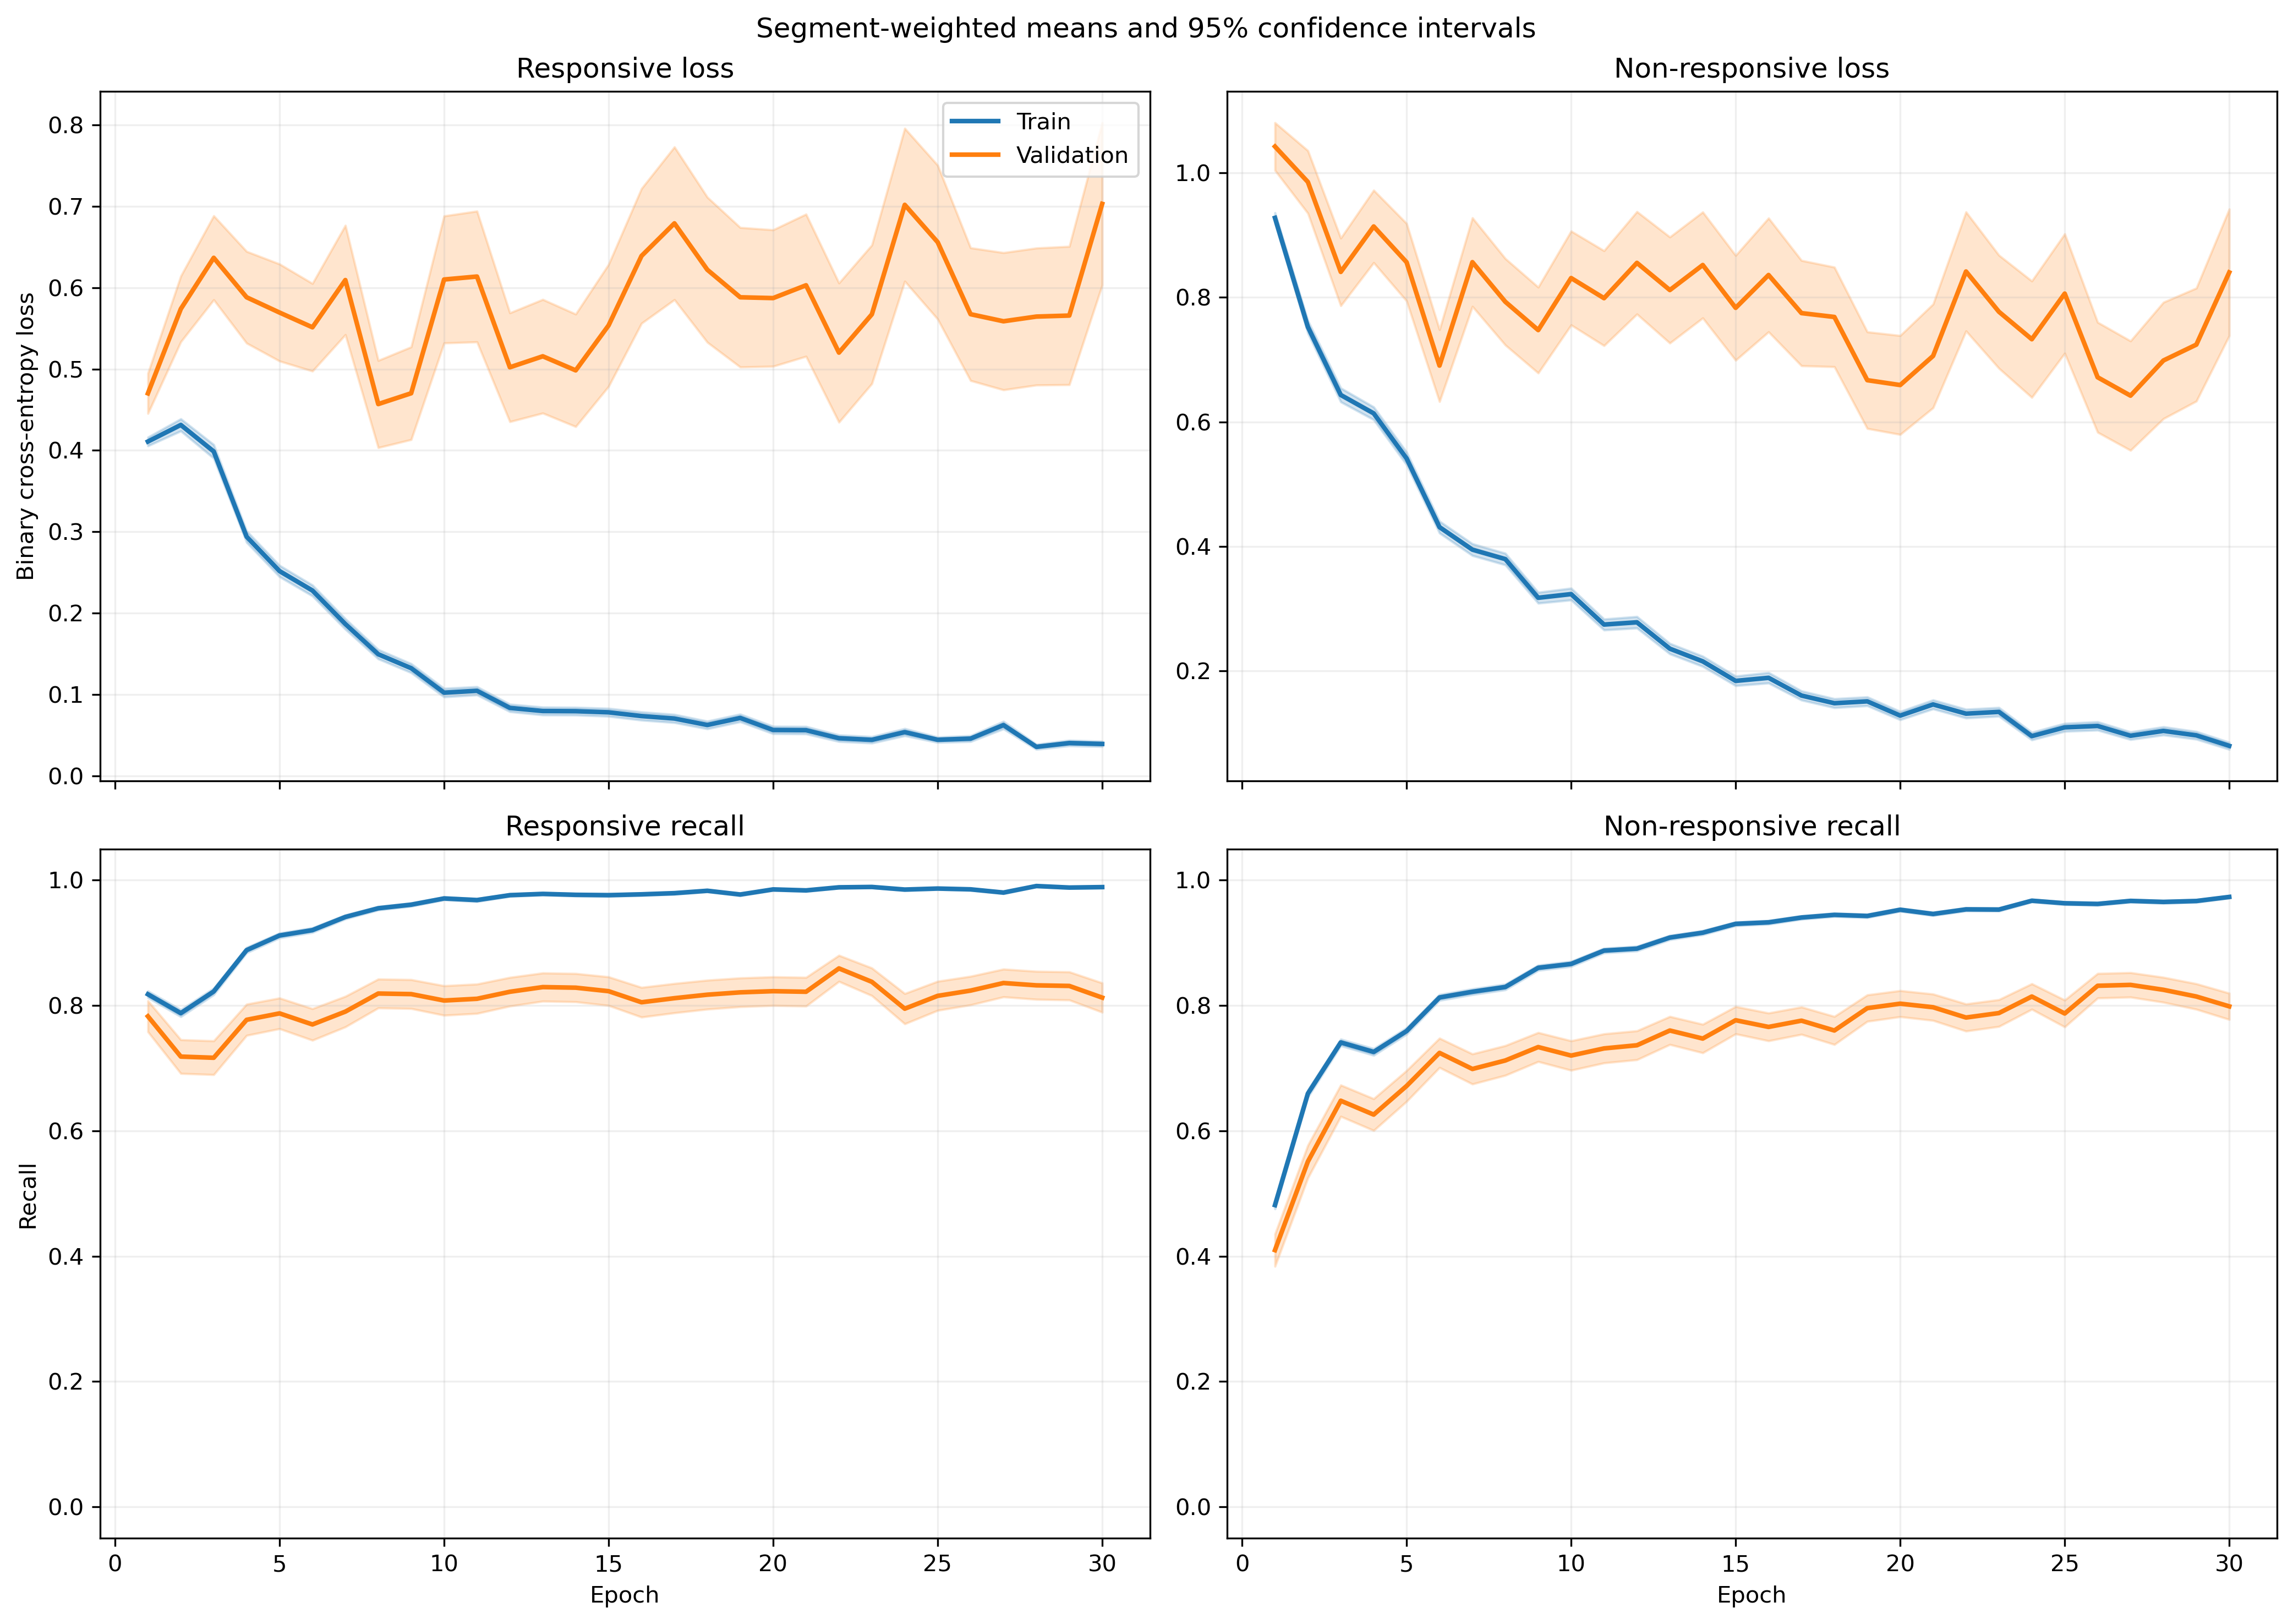 Segment-weighted means and 95% confidence intervals
Responsive loss
Non-responsive loss
Train
Validation
Binary cross-entropy loss
0.8
0.7
0.6
0.5
0.4
0.3
0.2
0.1
0.0
1.0
0.8
0.6
0.4
0.2
Responsive recall
Non-responsive recall
Recall
1.0
0.8
0.6
0.4
0.2
0.0
1.0
0.8
0.6
0.4
0.2
0.0
0 5 10 15 20 25 30
0 5 10 15 20 25 30
Epoch
Epoch